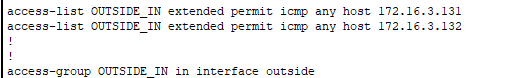 access-list OUTSIDE_IN extended permit icmp any host 172.16.3.131
access-list OUTSIDE_IN extended permit icmp any host 172.16.3.132
!
!
access-group OUTSIDE_IN in interface outside